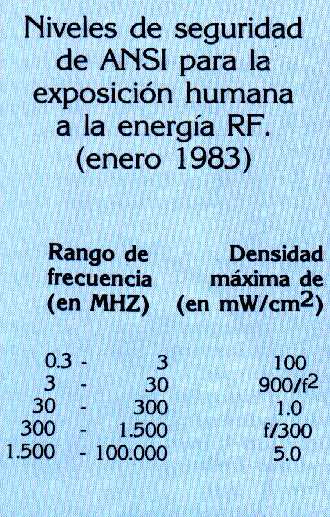 Niveles de seguridad
de ANSI para la
exposición humana
a la energía RF.
(enero 1983)
Rango de Densidad
frecuencia máxima de
(en MHZ) (en mW/cm2)
0.3 - 3 100
3 - 30 900/f2
30 - 300 1.0
300 - 1.500 f/300
1.500 - 100.000 5.0